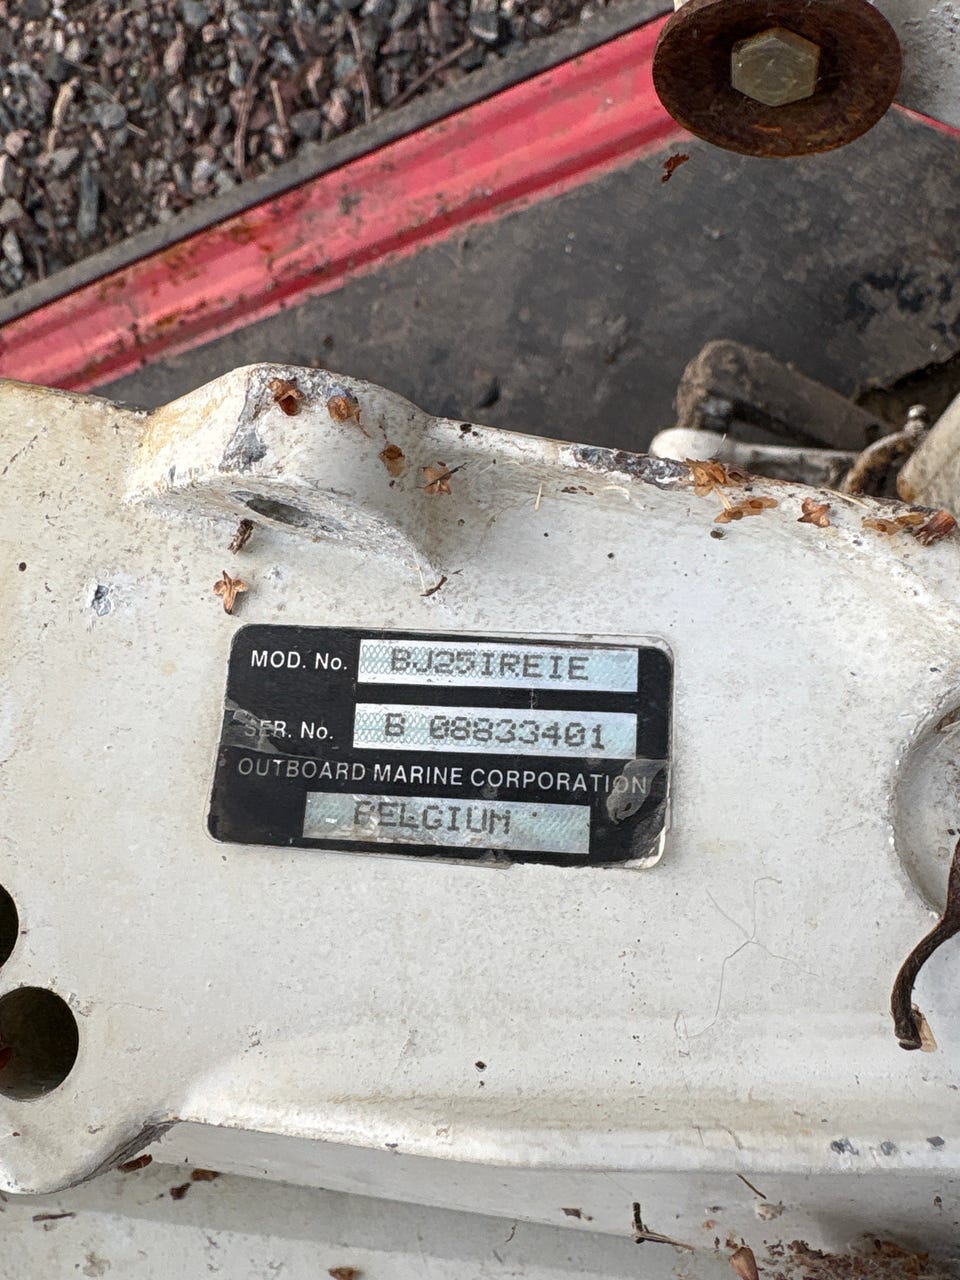 MOD. No. BJ25IREIE
SER. No. B 08833401
OUTBOARD MARINE CORPORATION
BELGIUM